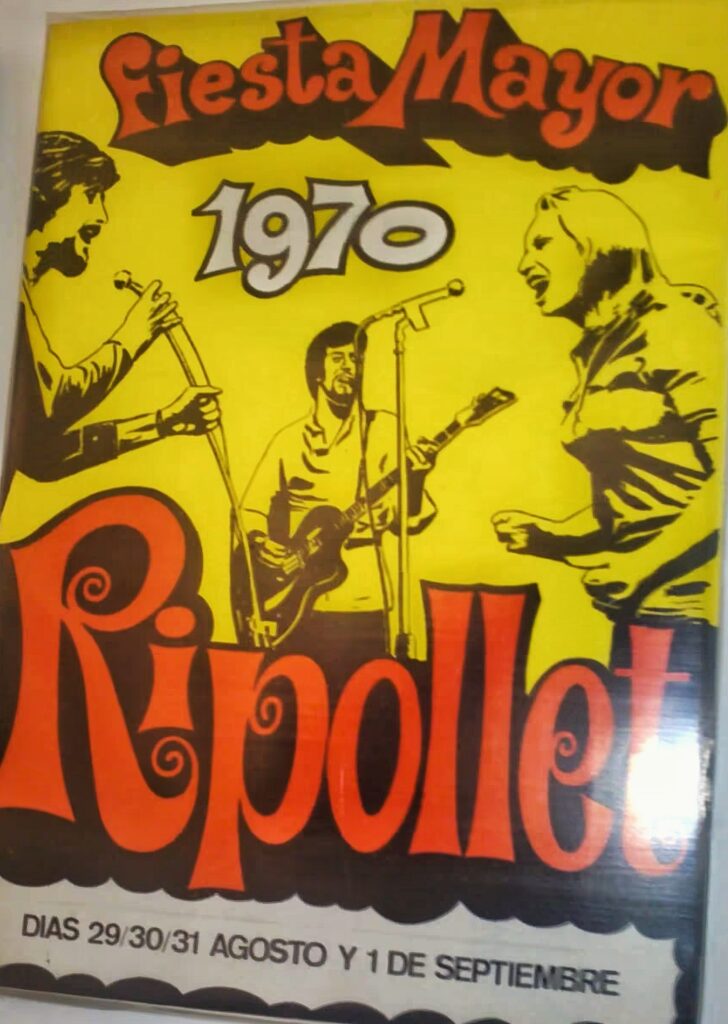 Fiesta Mayor
1970
Ripollet
DIAS 29/30/31 AGOSTO Y 1 DE SEPTIEMBRE